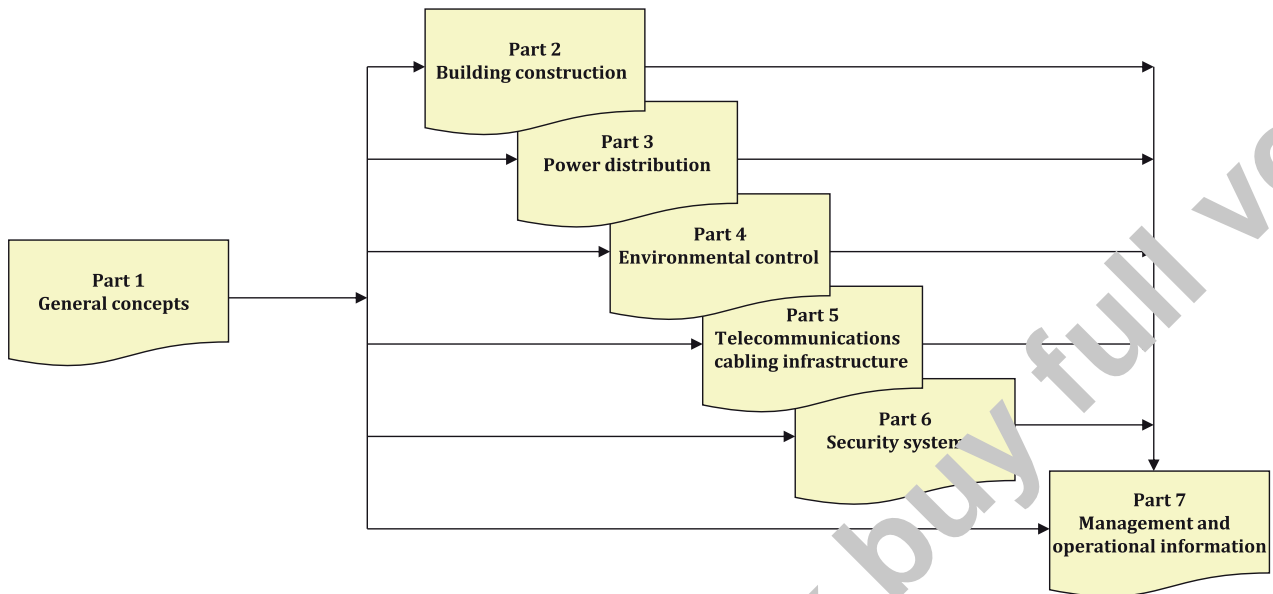 Part 2
Building construction
Part 3
Power distribution
Part 4
Environmental control
Part 1
General concepts
Part 5
Telecommunications
cabling infrastructure
Part 6
Security system
Part 7
Management and
operational information
buy full